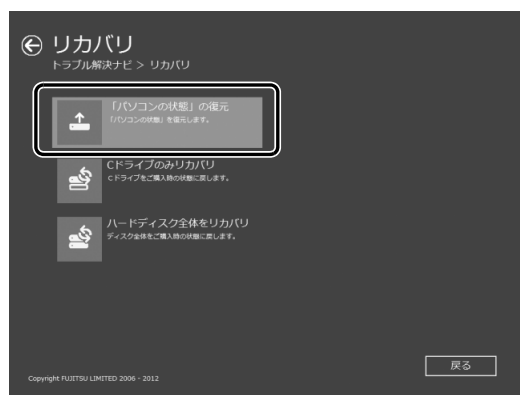 リカバリ
トラブル解決ナビ > リカバリ
「パソコンの状態」の復元
「パソコンの状態」を復元します。
Cドライブのみリカバリ
Cドライブをご購入時の状態に戻します。
ハードディスク全体をリカバリ
ディスク全体をご購入時の状態に戻します。
戻る
Copyright FUJITSU LIMITED 2006 - 2012